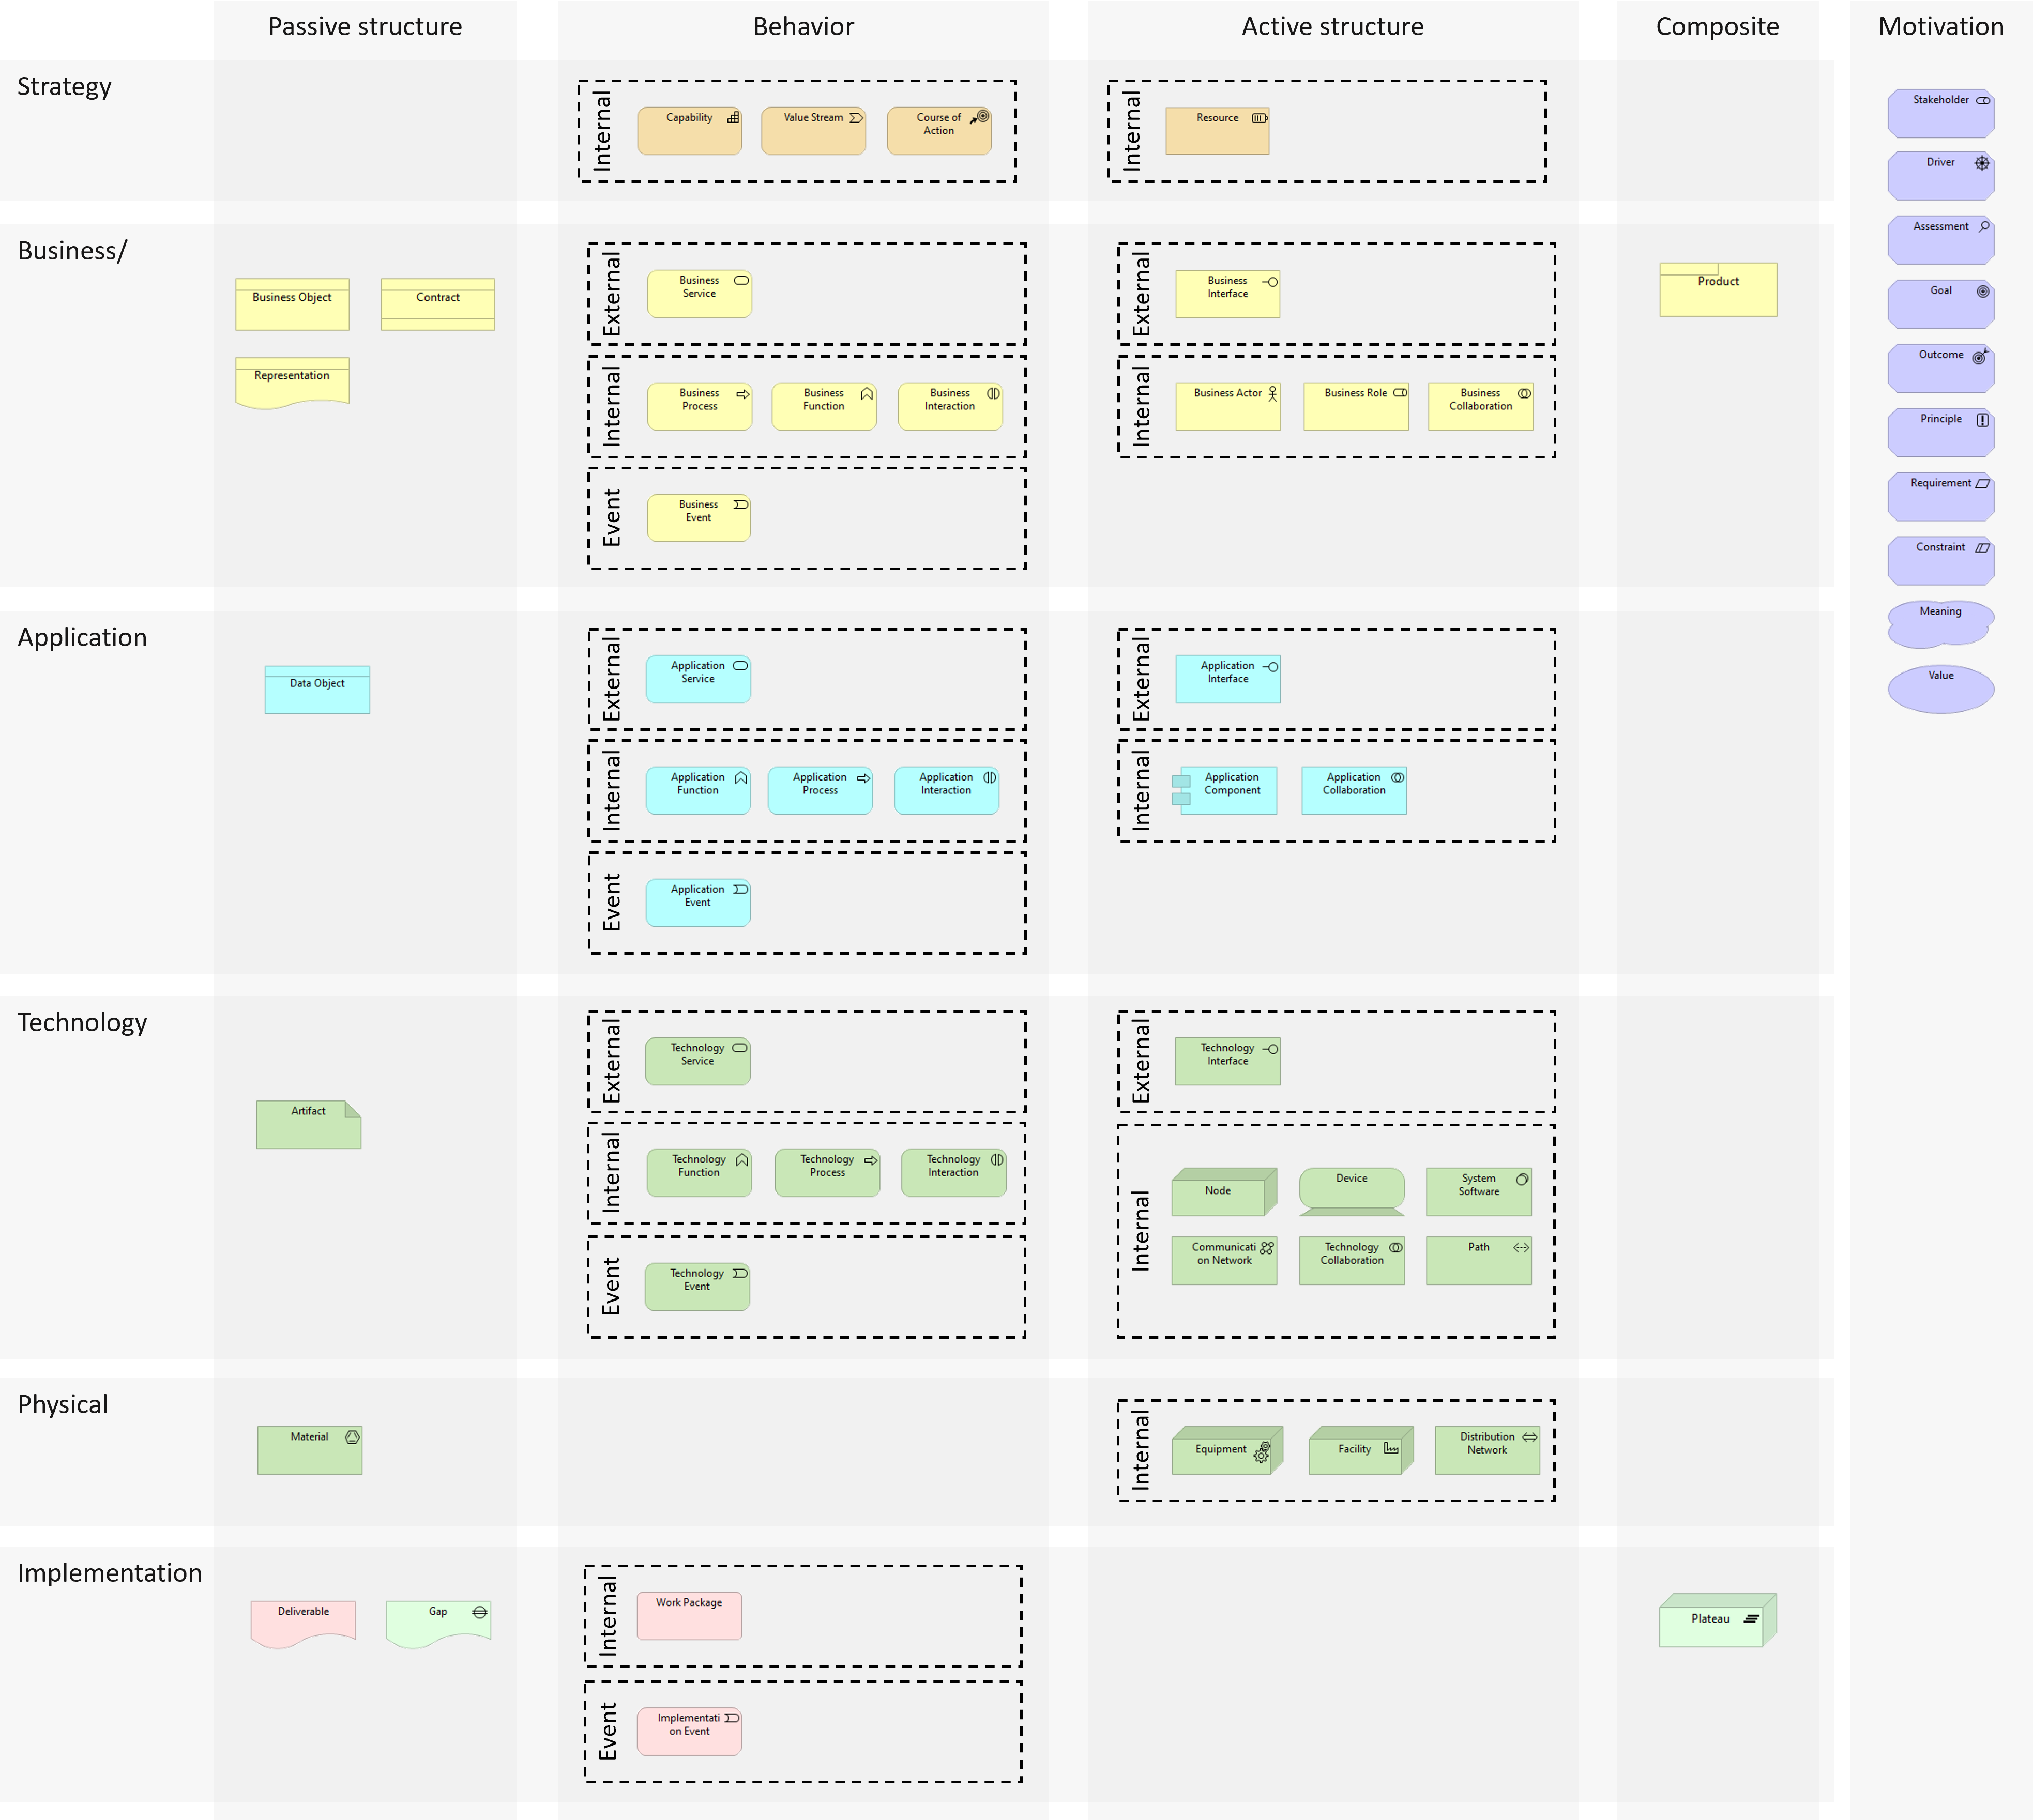 Passive structure
Behavior
Active structure
Composite
Motivation
Strategy
Internal
Capability
Value Stream
Course of
Action
Internal
Resource
Business/
Business Object
Contract
Representation
External
Business
Service
Internal
Business
Process
Business
Function
Business
Interaction
Event
Business
Event
External
Business
Interface
Internal
Business Actor
Business Role
Business
Collaboration
Product
Application
Data Object
External
Application
Service
Internal
Application
Function
Application
Process
Application
Interaction
Event
Application
Event
External
Application
Interface
Internal
Application
Component
Application
Collaboration
Technology
Artifact
External
Technology
Service
Internal
Technology
Function
Technology
Process
Technology
Interaction
Event
Technology
Event
External
Technology
Interface
Internal
Node
Device
System
Software
Communicati
on Network
Technology
Collaboration
Path
Physical
Material
Internal
Equipment
Facility
Distribution
Network
Implementation
Deliverable
Gap
Internal
Work Package
Event
Implementati
on Event
Plateau
Stakeholder
Driver
Assessment
Goal
Outcome
Principle
Requirement
Constraint
Meaning
Value